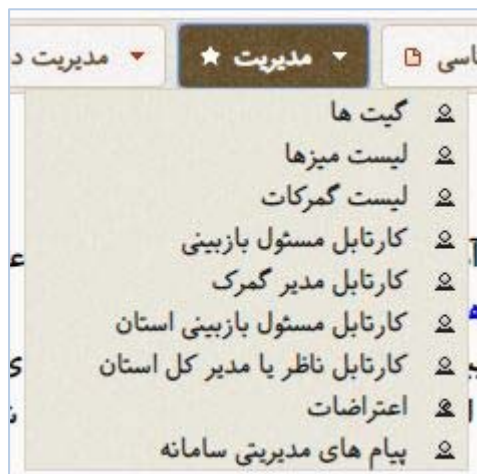 اسی
مدیریت
مدیریت د
گیت ها
لیست میزها
لیست گمرکات
کارتابل مسئول بازبینی
کارتابل مدیر گمرک
کارتابل مسئول بازبینی استان
کارتابل ناظر یا مدیر کل استان
اعتراضات
پیام های مدیریتی سامانه